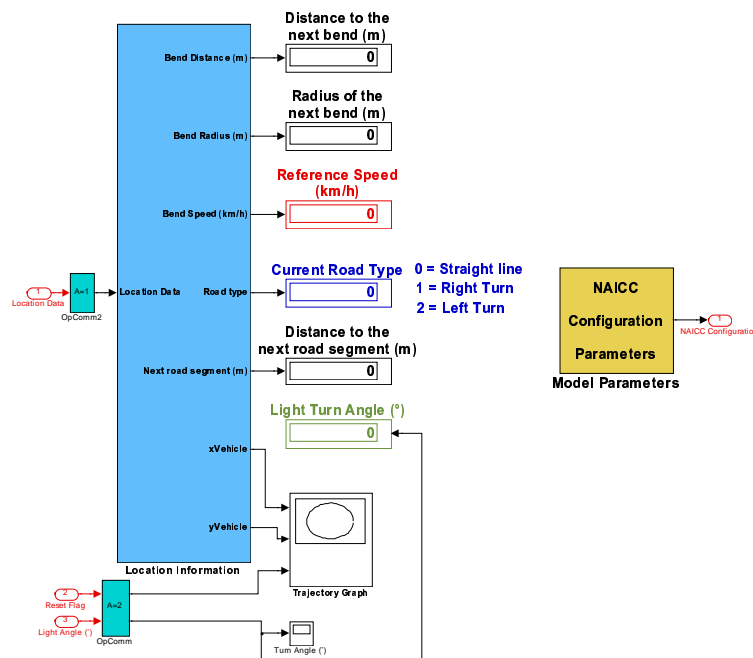 Distance to the
next bend (m)
Bend Distance (m)
0
Radius of the
next bend (m)
Bend Radius (m)
0
Reference Speed
(km/h)
Bend Speed (km/h)
0
Current Road Type
0 = Straight line
1 = Right Turn
2 = Left Turn
1
Location Data
A=1
OpComm2
Location Data
Road type
0
NAICC
Configuration
Parameters
Model Parameters
1
NAICC Configuratio
Distance to the
next road segment (m)
Next road segment (m)
0
Light Turn Angle (°)
0
xVehicle
yVehicle
Location Information
Trajectory Graph
2
Reset Flag
3
Light Angle (°)
A=2
OpComm
Turn Angle (°)